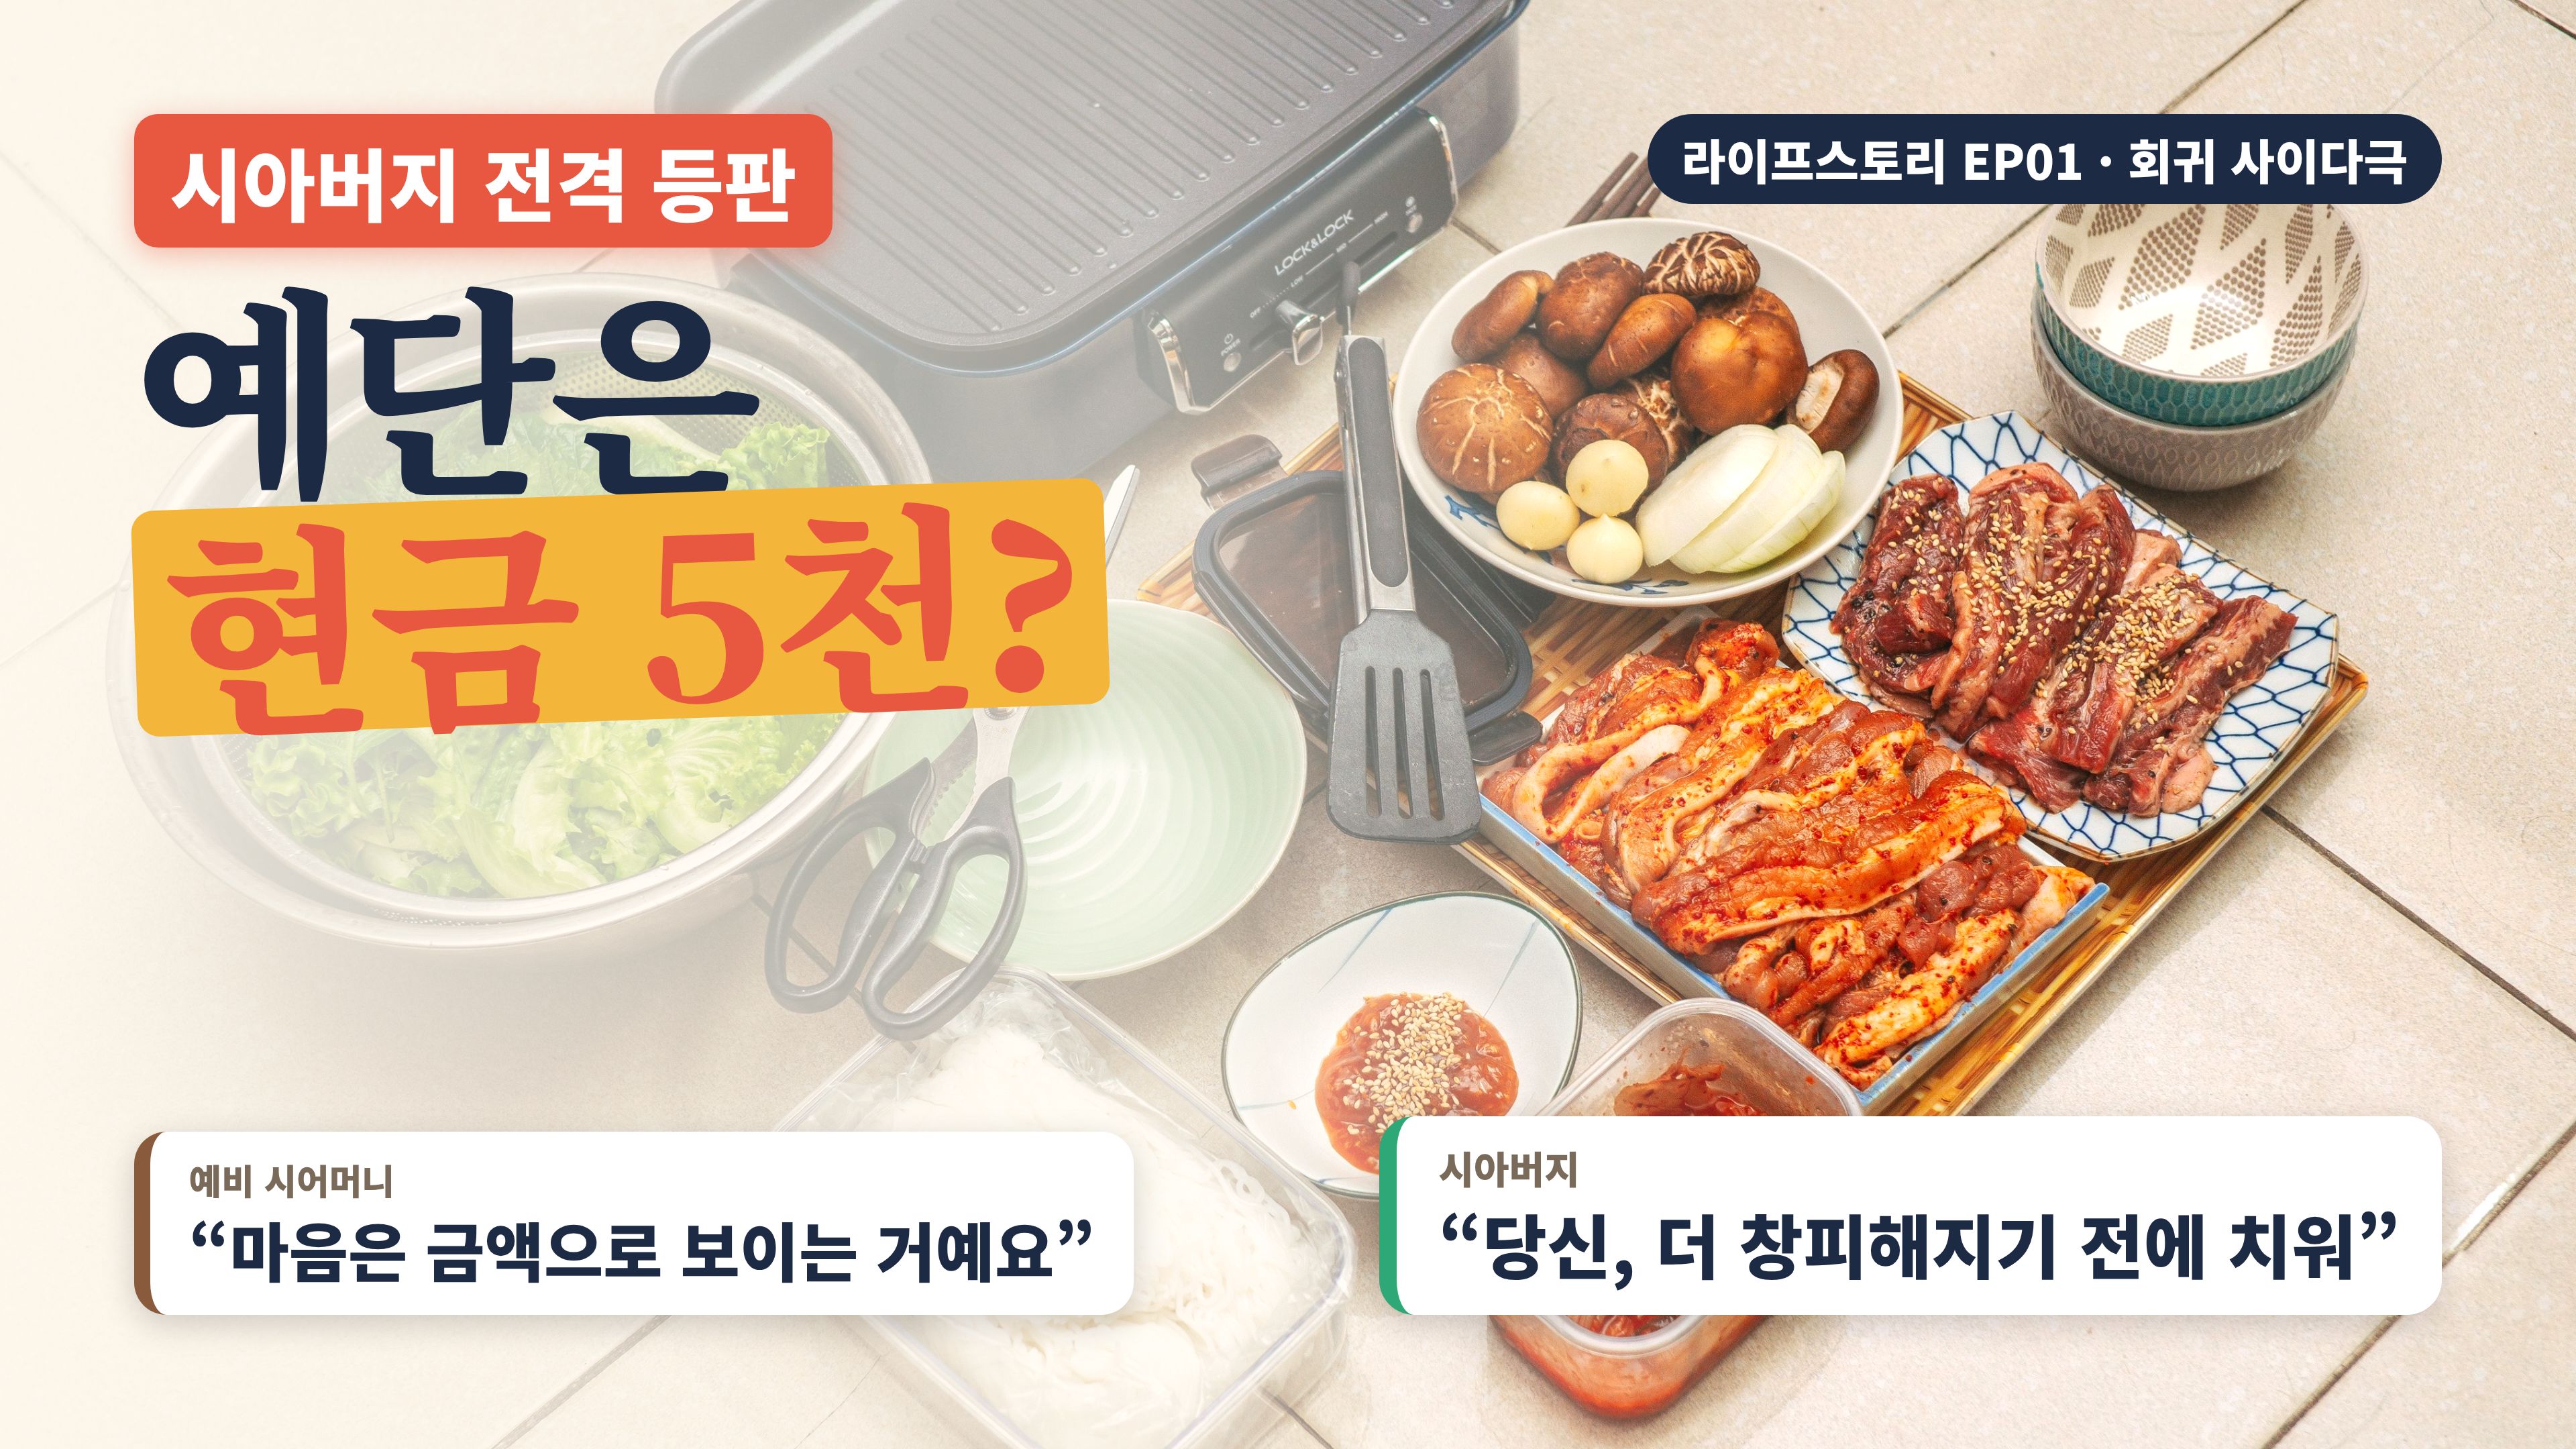 시아버지 전격 등판
라이프스토리 EP01 · 회귀 사이다극
예단은
현금 5천?
LOCK&LOCK
예비 시어머니
“마음은 금액으로 보이는 거예요”
시아버지
“당신, 더 창피해지기 전에 치워”